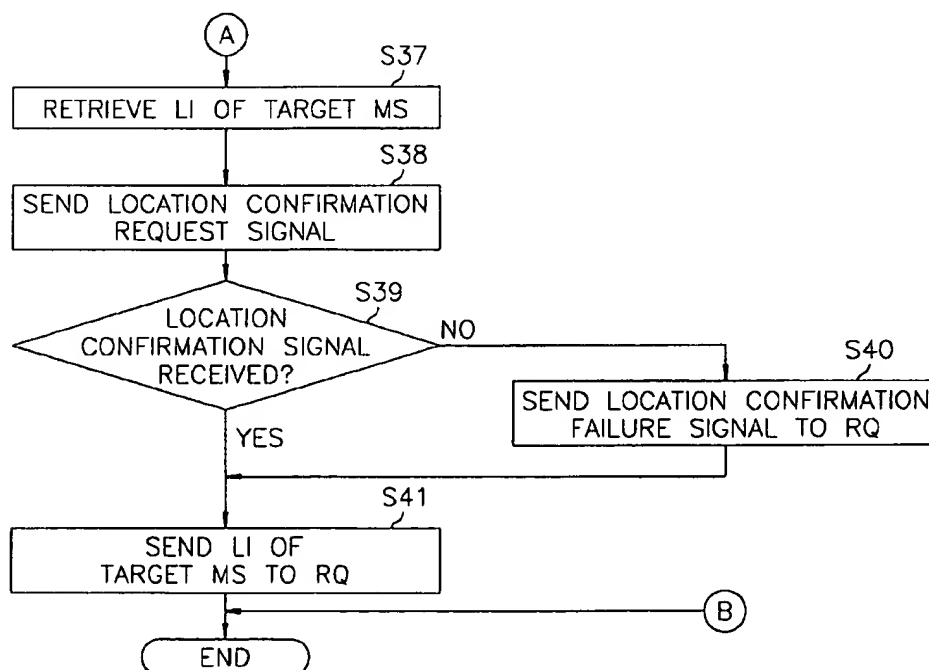 A
S37
RETRIEVE LI OF TARGET MS
S38
SEND LOCATION CONFIRMATION
REQUEST SIGNAL
S39
LOCATION
CONFIRMATION SIGNAL
RECEIVED?
NO
S40
SEND LOCATION CONFIRMATION
FAILURE SIGNAL TO RQ
YES
S41
SEND LI OF
TARGET MS TO RQ
B
END